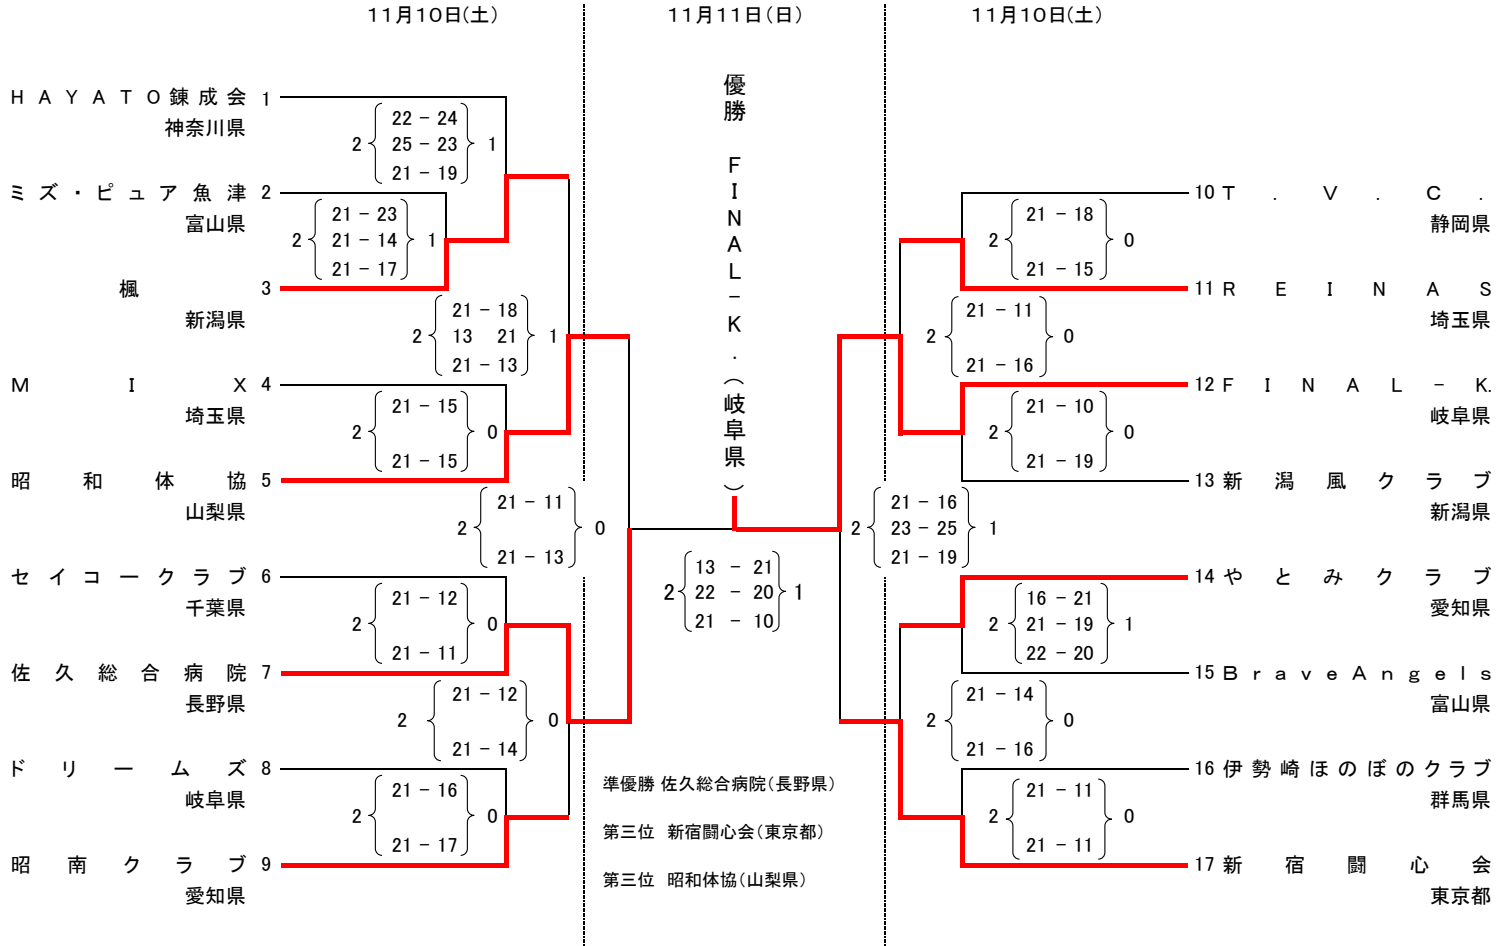 11月10日(土)
11月11日(日)
11月10日(土)
優勝 FINAL-K.(岐阜県)
HAYATO錬成会 1
神奈川県
2 22 - 24 1
25 - 23
21 - 19
ミズ・ピュア魚津 2
富山県
2 21 - 23 1
21 - 14
21 - 17
楓 3
新潟県
2 21 - 18 1
13 21
21 - 13
MIX 4
埼玉県
2 21 - 15 0
21 - 15
昭和体協 5
山梨県
2 21 - 11 0
21 - 13
セイコークラブ 6
千葉県
2 21 - 12 0
21 - 11
佐久総合病院 7
長野県
2 21 - 12 0
21 - 14
ドリームズ 8
岐阜県
2 21 - 16 0
21 - 17
昭南クラブ 9
愛知県
2 13 - 21 1
22 - 20
21 - 10
準優勝 佐久総合病院(長野県)
第三位 新宿闘心会(東京都)
第三位 昭和体協(山梨県)
10 T.V.C.
静岡県
2 21 - 18 0
21 - 15
11 REINAS
埼玉県
2 21 - 11 0
21 - 16
12 FINAL-K.
岐阜県
2 21 - 10 0
21 - 19
13 新潟風クラブ
新潟県
2 21 - 16 1
23 - 25
21 - 19
14 やとみクラブ
愛知県
2 16 - 21 1
21 - 19
22 - 20
15 BraveAngels
富山県
2 21 - 14 0
21 - 16
16 伊勢崎ほのぼのクラブ
群馬県
2 21 - 11 0
21 - 11
17 新宿闘心会
東京都